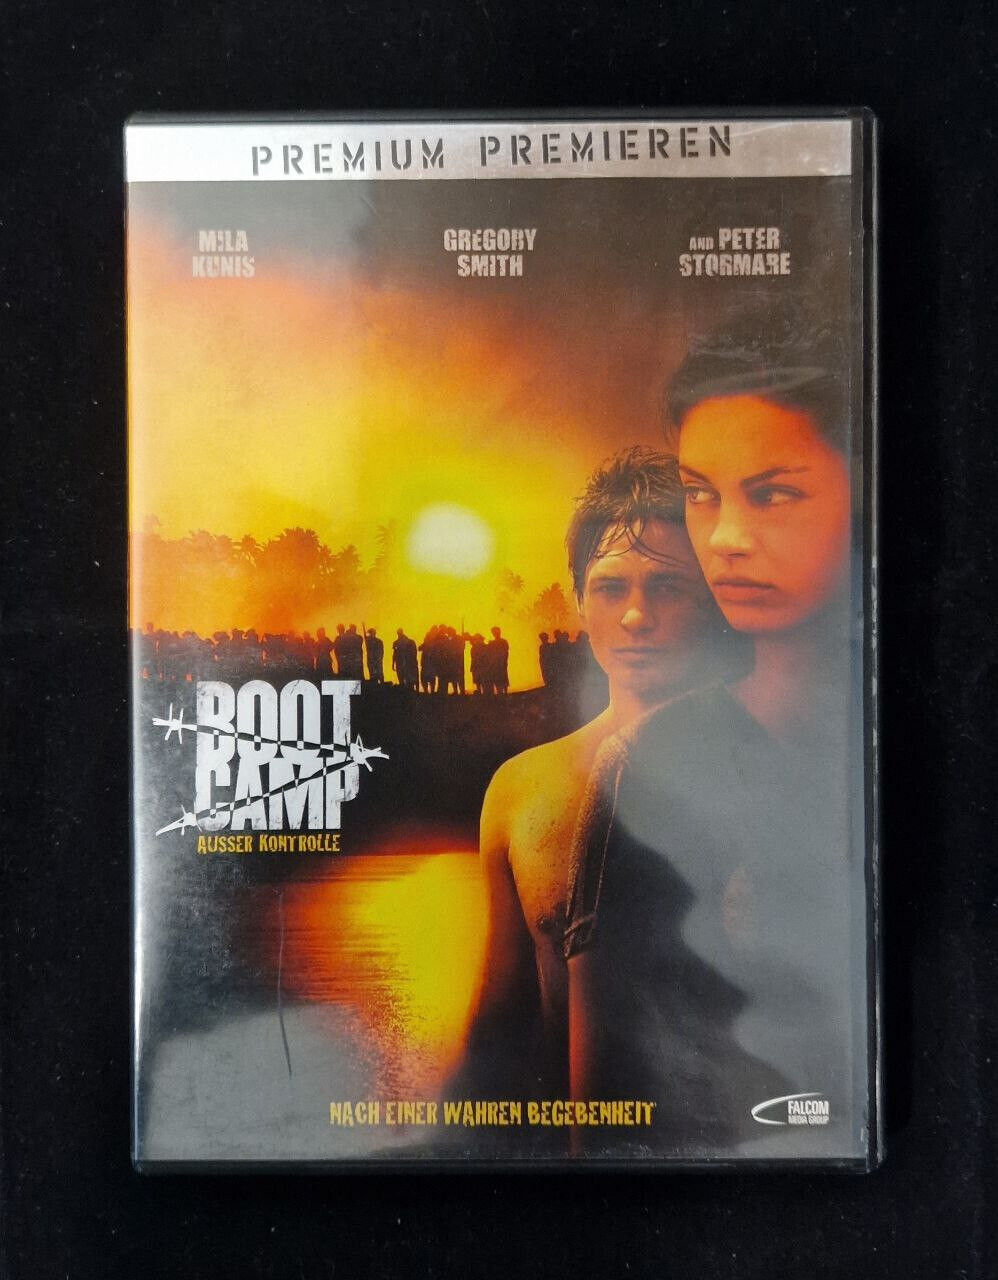 PREMIUM PREMIEREN
MILA
KUNIS
GREGORY
SMITH
AND PETER
STORMARE
BOOT
CAMP
AUSSER KONTROLLE
NACH EINER WAHREN BEGEBENHEIT
FALCOM
MEDIA GROUP